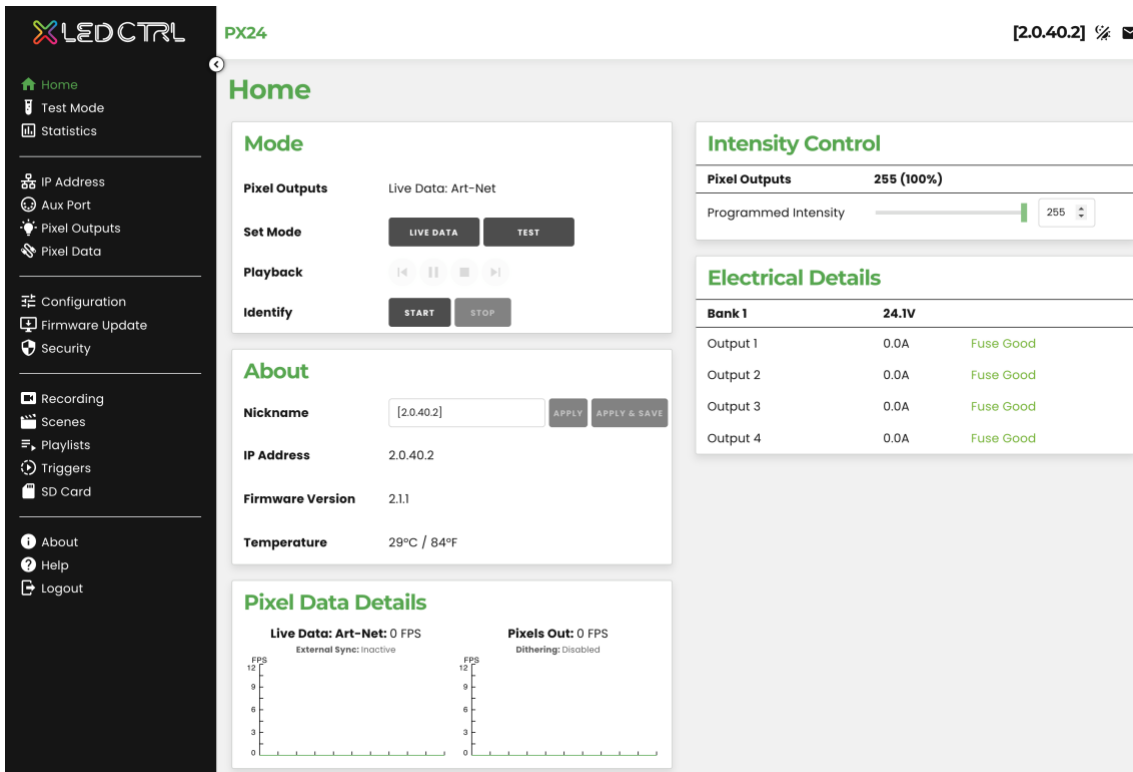 XLED CTRL
PX24
[2.0.40.2]
Home
Test Mode
Statistics
IP Address
Aux Port
Pixel Outputs
Pixel Data
Configuration
Firmware Update
Security
Recording
Scenes
Playlists
Triggers
SD Card
About
Help
Logout
Home
Mode
Pixel Outputs Live Data: Art-Net
Set Mode LIVE DATA TEST
Playback
Identify START STOP
About
Nickname [2.0.40.2] APPLY APPLY & SAVE
IP Address 2.0.40.2
Firmware Version 2.1.1
Temperature 29°C / 84°F
Pixel Data Details
Live Data: Art-Net: 0 FPS
External Sync: Inactive
FPS
12
9
6
3
0
Pixels Out: 0 FPS
Dithering: Disabled
FPS
12
9
6
3
0
Intensity Control
Pixel Outputs 255 (100%)
Programmed Intensity 255
Electrical Details
Bank 1 24.1V
Output 1 0.0A Fuse Good
Output 2 0.0A Fuse Good
Output 3 0.0A Fuse Good
Output 4 0.0A Fuse Good